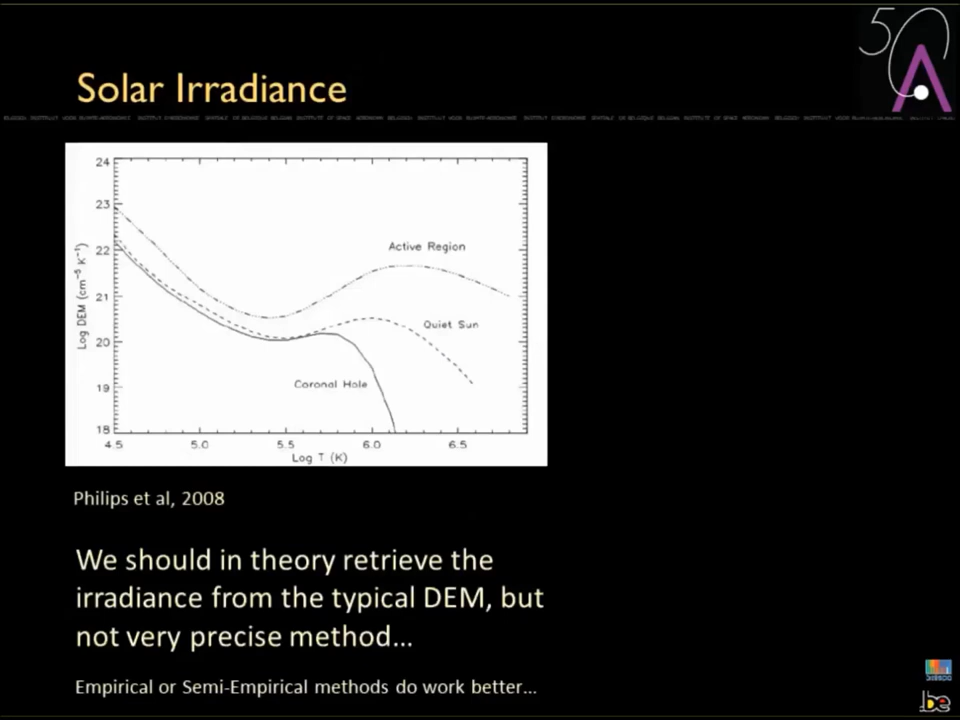 50
Solar Irradiance
24
23
22
21
20
19
18
Log DEM (cm⁻⁵ K⁻¹)
Active Region
Quiet Sun
Coronal Hole
4.5 5.0 5.5 6.0 6.5
Log T (K)
Philips et al, 2008
We should in theory retrieve the
irradiance from the typical DEM, but
not very precise method...
Empirical or Semi-Empirical methods do work better...
.be